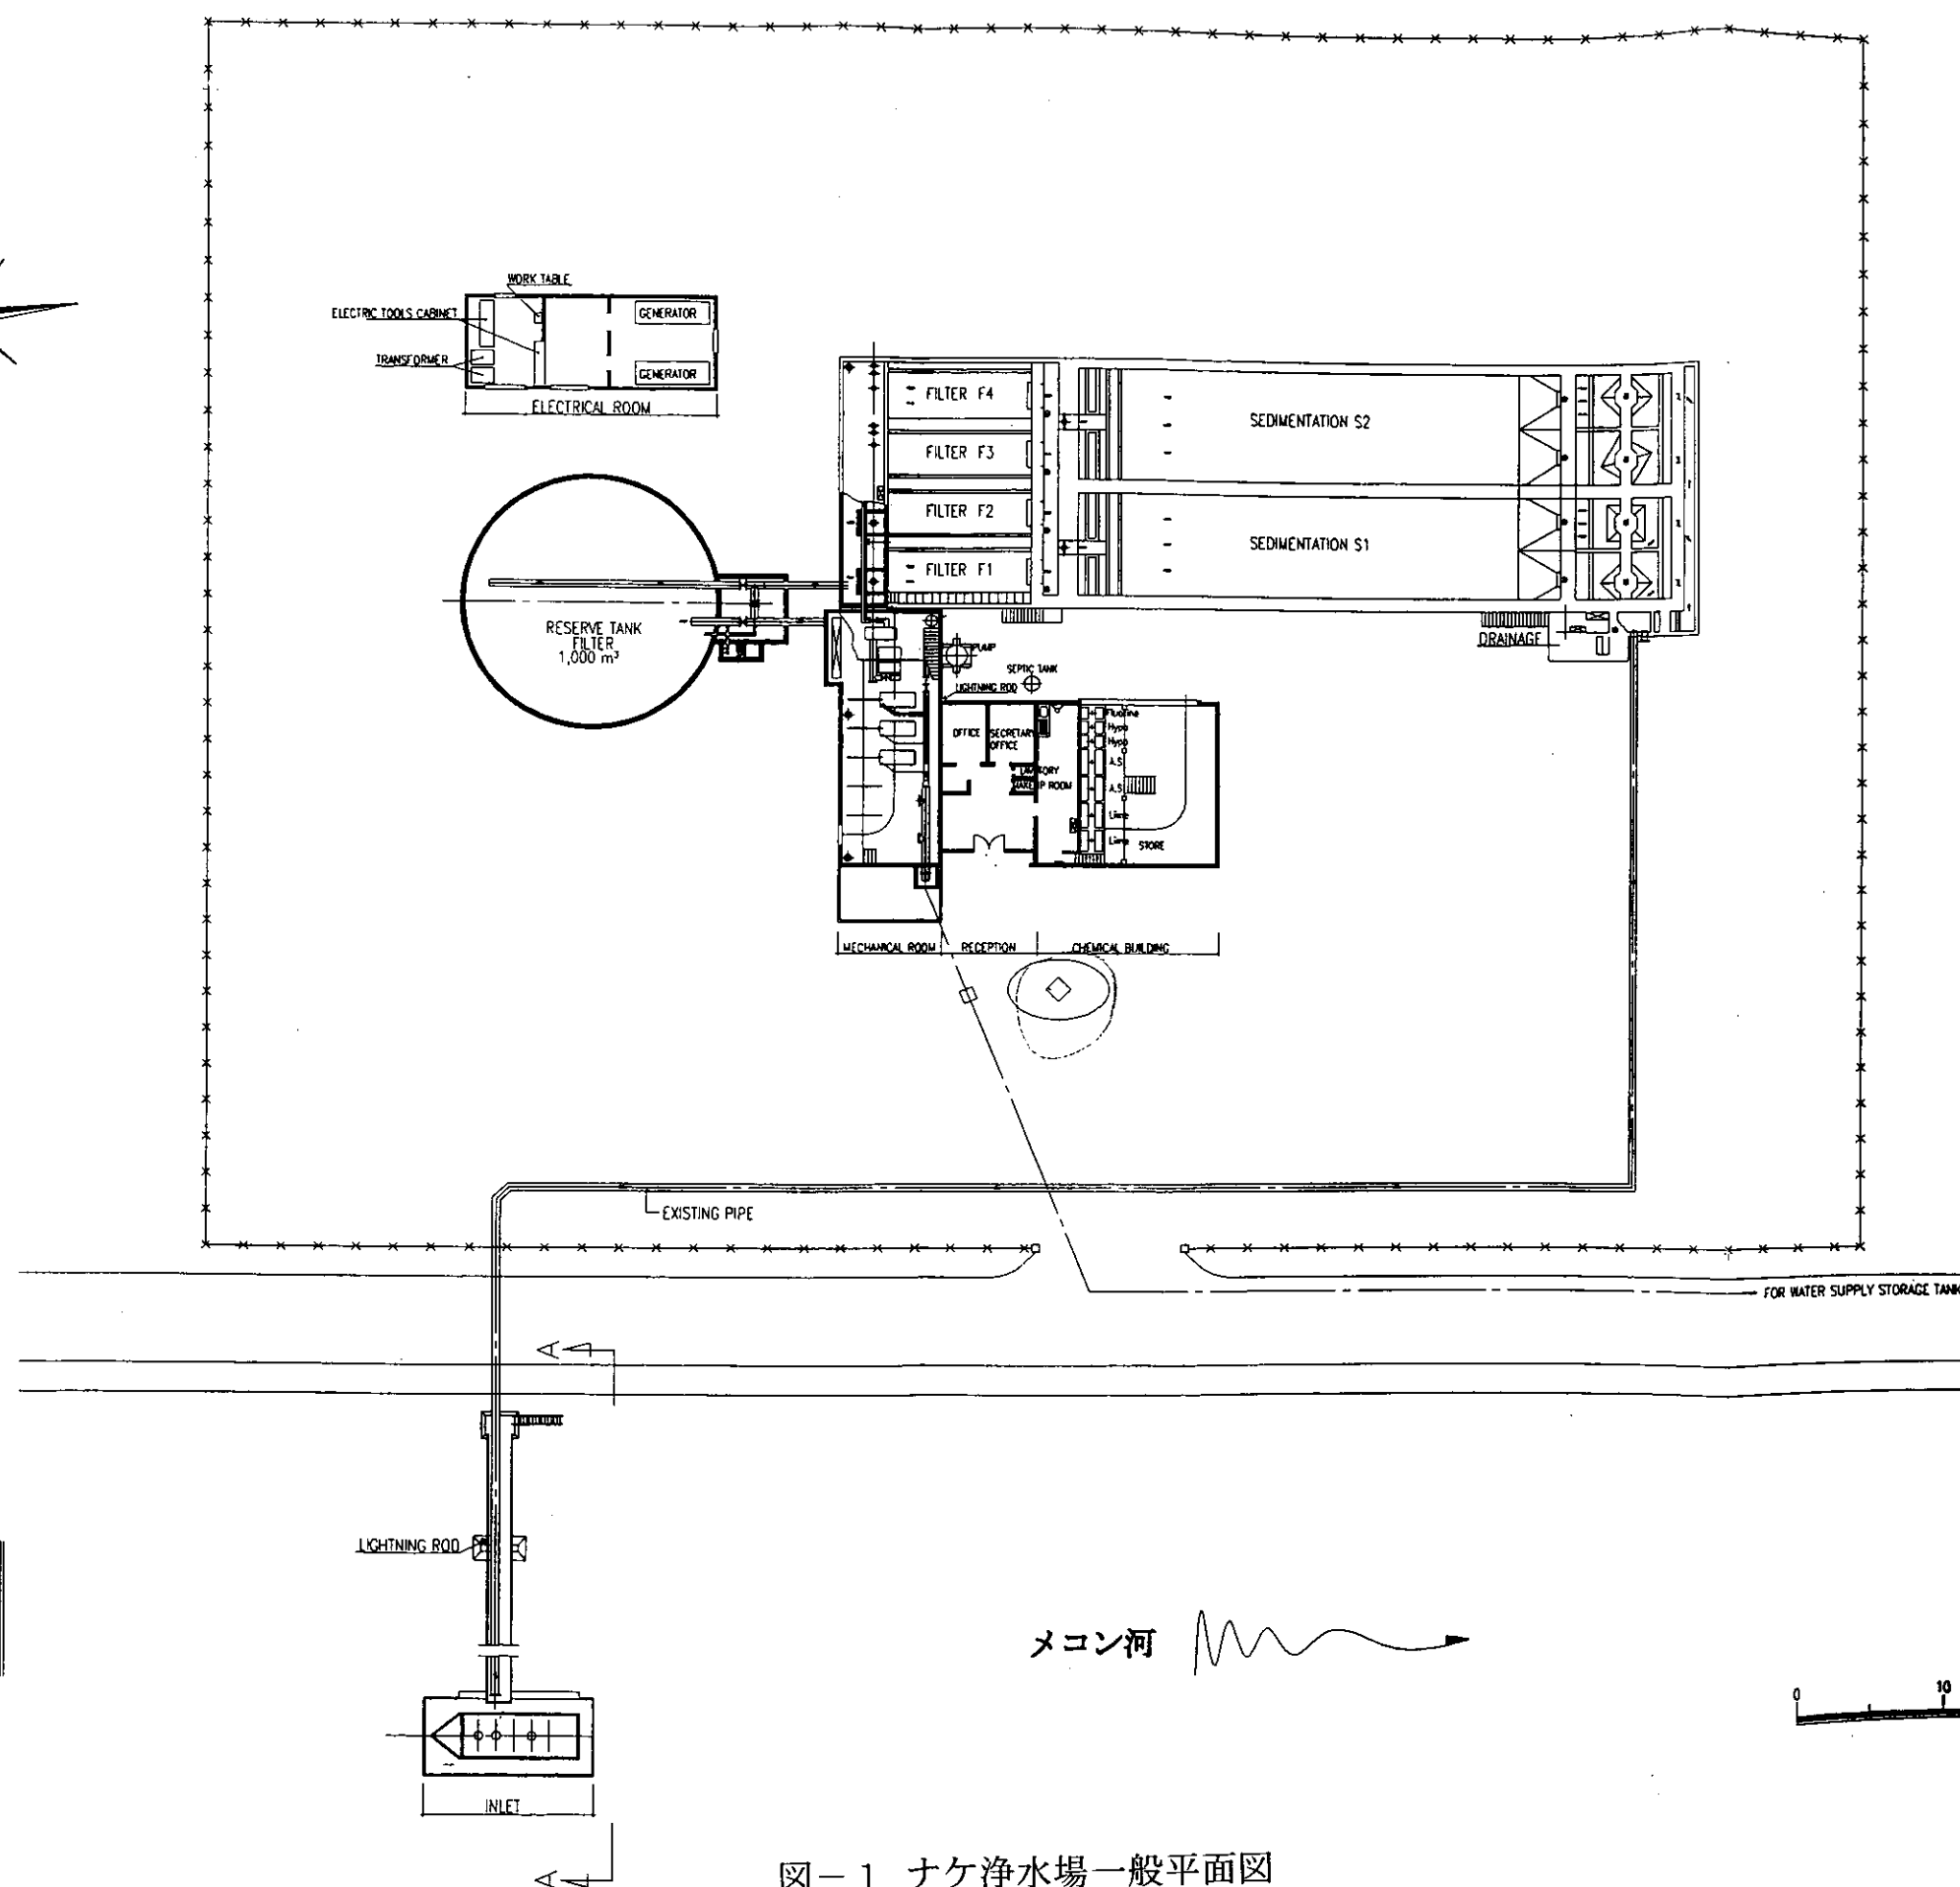 WORK TABLE
ELECTRIC TOOLS CABINET
GENERATOR
TRANSFORMER
GENERATOR
ELECTRICAL ROOM
FILTER F4
SEDIMENTATION S2
FILTER F3
FILTER F2
SEDIMENTATION S1
FILTER F1
RESERVE TANK
FILTER
1,000 m³
DRAINAGE
PUMP
SEPTIC TANK
LIGHTNING ROD
OFFICE
SECRETARY
OFFICE
MAKEUP ROOM
Fluorine
Hypo
Hypo
A.S
A.S
Lime
Lime
STORE
MECHANICAL ROOM
RECEPTION
CHEMICAL BUILDING
EXISTING PIPE
FOR WATER SUPPLY STORAGE TANK
A
LIGHTNING ROD
メコン河
0
10
INLET
A
図－1 ナケ浄水場一般平面図